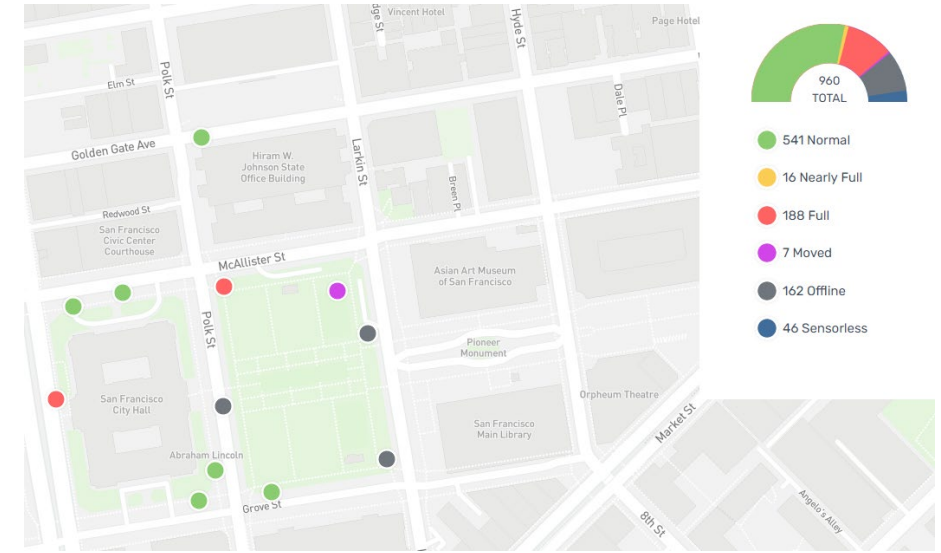 Vincent Hotel
Hyde St
Page Hotel
Polk St
Elm St
Dale Pl
Golden Gate Ave
Larkin St
Hiram W.
Johnson State
Office Building
Breen Pl
Redwood St
San Francisco
Civic Center
Courthouse
McAllister St
Asian Art Museum
of San Francisco
Polk St
Pioneer
Monument
San Francisco
City Hall
Orpheum Theatre
Market St
San Francisco
Main Library
Abraham Lincoln
Grove St
8th St
Angelo's Alley
960
TOTAL
541 Normal
16 Nearly Full
188 Full
7 Moved
162 Offline
46 Sensorless